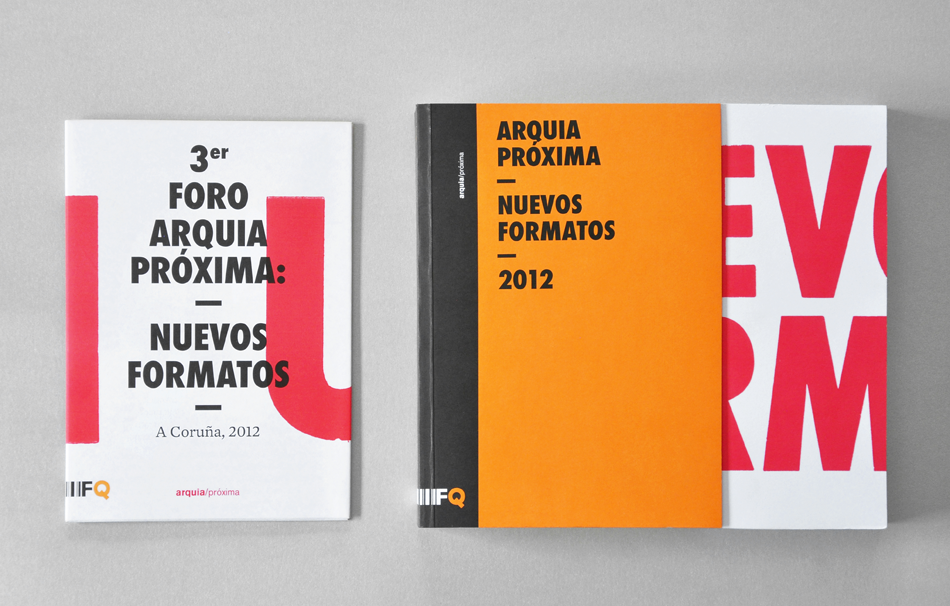 3er
FORO
ARQUIA
PRÓXIMA:
—
NUEVOS
FORMATOS
—
A Coruña, 2012
FQ
arquia/próxima
arquia/próxima
FQ
ARQUIA
PRÓXIMA
—
NUEVOS
FORMATOS
—
2012
EVO
RM